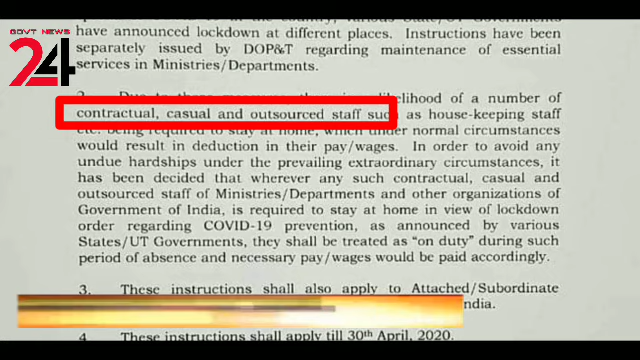 GOVT NEWS
24
country, various State/UT Governments
have announced lockdown at different places. Instructions have been
separately issued by DOP&T regarding maintenance of essential
services in Ministries/Departments.
2. Due to likelihood of a number of
contractual, casual and outsourced staff such as house-keeping staff
etc. being required to stay at home, which under normal circumstances
would result in deduction in their pay/wages. In order to avoid any
undue hardships under the prevailing extraordinary circumstances, it
has been decided that wherever any such contractual, casual and
outsourced staff of Ministries/Departments and other organizations of
Government of India, is required to stay at home in view of lockdown
order regarding COVID-19 prevention, as announced by various
States/UT Governments, they shall be treated as "on duty" during such
period of absence and necessary pay/wages would be paid accordingly.
3. These instructions shall also apply to Attached/Subordinate
ndia.
4 These instructions shall apply till 30th April, 2020.